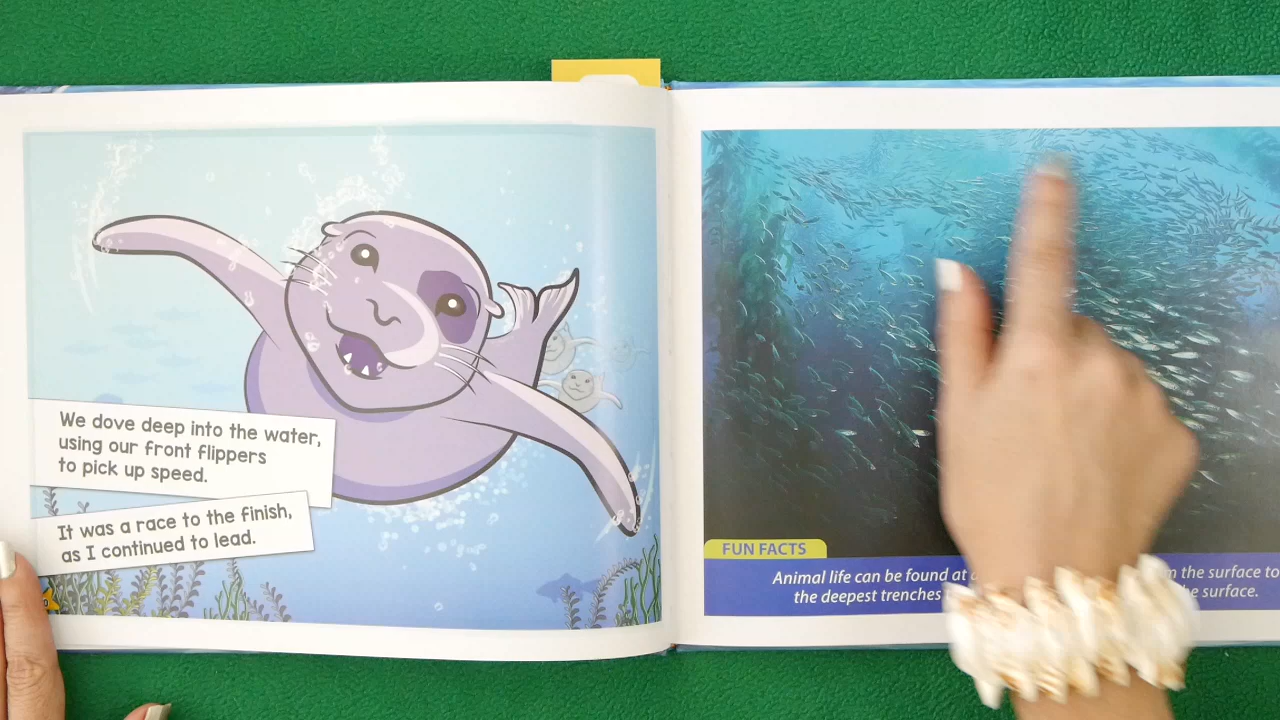 We dove deep into the water,
using our front flippers
to pick up speed.
It was a race to the finish,
as I continued to lead.
FUN FACTS
Animal life can be found at the surface to
the deepest trenches the surface.